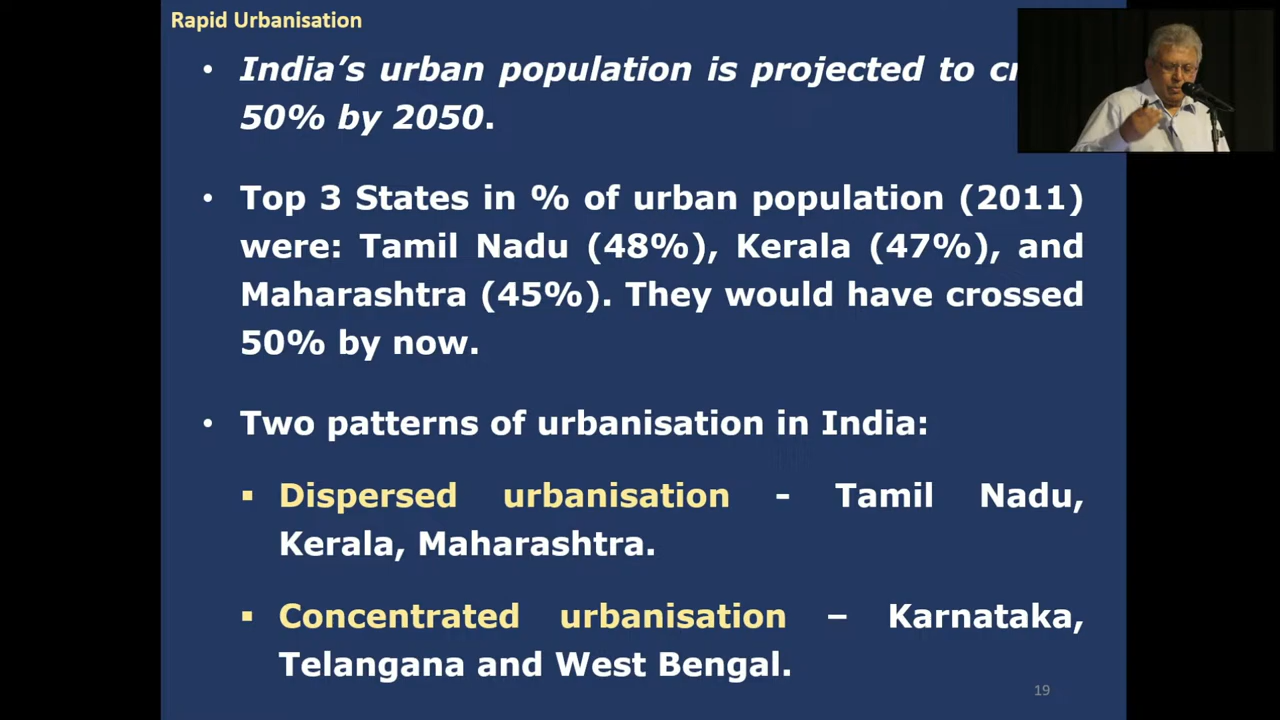 Rapid Urbanisation
• India's urban population is projected to
50% by 2050.
• Top 3 States in % of urban population (2011)
were: Tamil Nadu (48%), Kerala (47%), and
Maharashtra (45%). They would have crossed
50% by now.
• Two patterns of urbanisation in India:
▪ Dispersed urbanisation - Tamil Nadu,
Kerala, Maharashtra.
▪ Concentrated urbanisation – Karnataka,
Telangana and West Bengal.
19